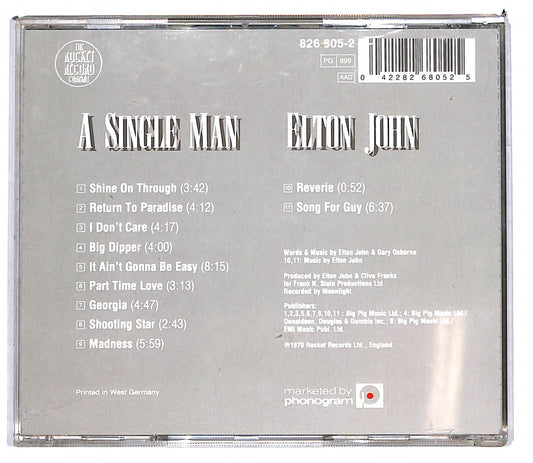 THE
ROCKET
RECORD
COMPANY
826 805-2
PG 899
AAD
0 42282 68052 5
A SINGLE MAN
ELTON JOHN
1 Shine On Through (3:42)
2 Return To Paradise (4:12)
3 I Don't Care (4:17)
4 Big Dipper (4:00)
5 It Ain't Gonna Be Easy (8:15)
6 Part Time Love (3:13)
7 Georgia (4:47)
8 Shooting Star (2:43)
9 Madness (5:59)
10 Reverie (0:52)
11 Song For Guy (6:37)
Words & Music by Elton John & Gary Osborne
10,11: Music by Elton John
Produced by Elton John & Clive Franks
for Frank N. Stein Productions Ltd.
Recorded by Moonlight
Publishers:
1,2,3,5,6,7,9,10,11 : Big Pig Music Ltd.; 4: Big Pig Music Ltd./
Donaldson, Douglas & Gumble Inc.; 8: Big Pig Music Ltd./
EMI Music Publ. Ltd.
℗1978 Rocket Records Ltd., England
Printed in West Germany
marketed by
phonogram